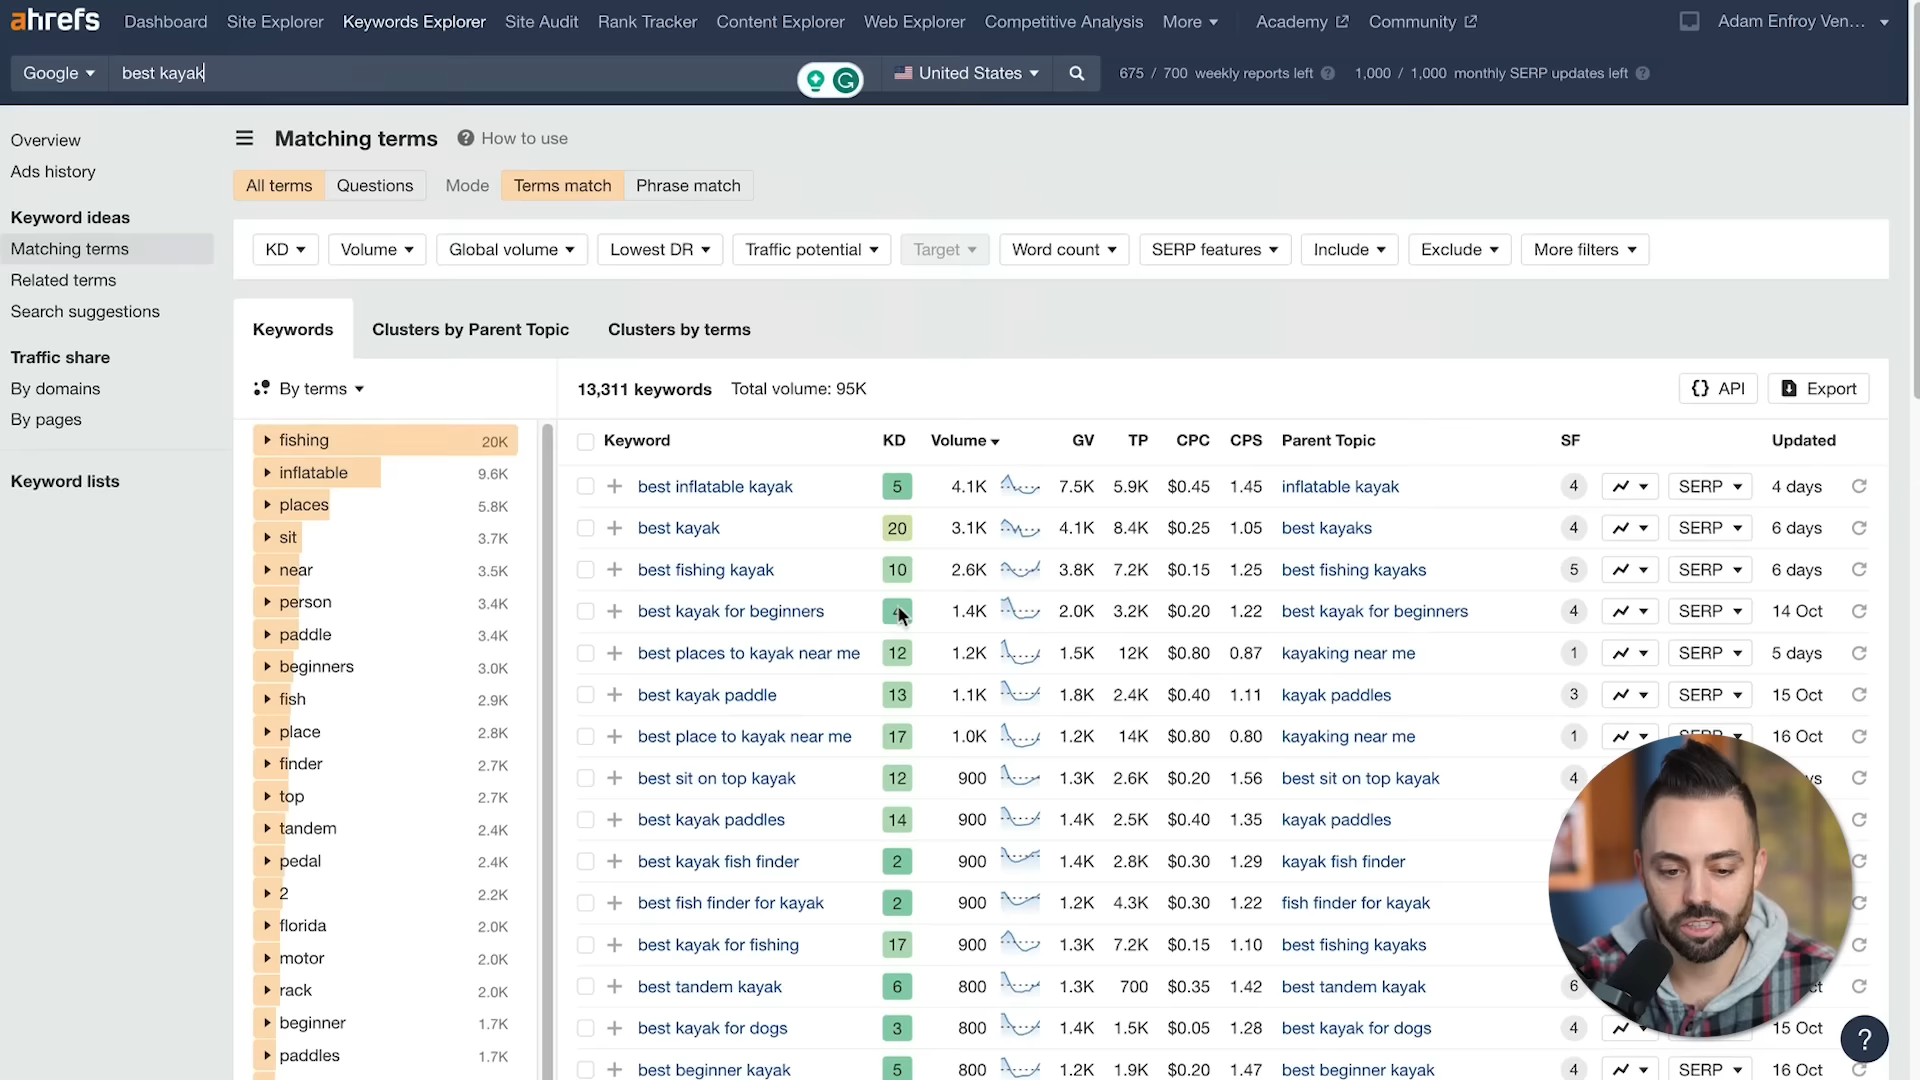 ahrefs Dashboard Site Explorer Keywords Explorer Site Audit Rank Tracker Content Explorer Web Explorer Competitive Analysis More Academy Community Adam Enfroy Ven...
Google best kayak United States 675 / 700 weekly reports left 1,000 / 1,000 monthly SERP updates left
Overview
Ads history
Keyword ideas
Matching terms
Related terms
Search suggestions
Traffic share
By domains
By pages
Keyword lists
Matching terms How to use
All terms Questions Mode Terms match Phrase match
KD Volume Global volume Lowest DR Traffic potential Target Word count SERP features Include Exclude More filters
Keywords Clusters by Parent Topic Clusters by terms
By terms
fishing 20K
inflatable 9.6K
places 5.8K
sit 3.7K
near 3.5K
person 3.4K
paddle 3.4K
beginners 3.0K
fish 2.9K
place 2.8K
finder 2.7K
top 2.7K
tandem 2.4K
pedal 2.4K
2 2.2K
florida 2.0K
motor 2.0K
rack 2.0K
beginner 1.7K
paddles 1.7K
13,311 keywords Total volume: 95K API Export
Keyword KD Volume GV TP CPC CPS Parent Topic SF Updated
best inflatable kayak 5 4.1K 7.5K 5.9K $0.45 1.45 inflatable kayak 4 SERP 4 days
best kayak 20 3.1K 4.1K 8.4K $0.25 1.05 best kayaks 4 SERP 6 days
best fishing kayak 10 2.6K 3.8K 7.2K $0.15 1.25 best fishing kayaks 5 SERP 6 days
best kayak for beginners 1.4K 2.0K 3.2K $0.20 1.22 best kayak for beginners 4 SERP 14 Oct
best places to kayak near me 12 1.2K 1.5K 12K $0.80 0.87 kayaking near me 1 SERP 5 days
best kayak paddle 13 1.1K 1.8K 2.4K $0.40 1.11 kayak paddles 3 SERP 15 Oct
best place to kayak near me 17 1.0K 1.2K 14K $0.80 0.80 kayaking near me 1 SERP 16 Oct
best sit on top kayak 12 900 1.3K 2.6K $0.20 1.56 best sit on top kayak 4
best kayak paddles 14 900 1.4K 2.5K $0.40 1.35 kayak paddles
best kayak fish finder 2 900 1.4K 2.8K $0.30 1.29 kayak fish finder
best fish finder for kayak 2 900 1.2K 4.3K $0.30 1.22 fish finder for kayak
best kayak for fishing 17 900 1.3K 7.2K $0.15 1.10 best fishing kayaks
best tandem kayak 6 800 1.3K 700 $0.35 1.42 best tandem kayak 6
best kayak for dogs 3 800 1.4K 1.5K $0.05 1.28 best kayak for dogs 4 15 Oct
best beginner kayak 5 800 1.2K 1.9K $0.20 1.47 best beginner kayak 4 SERP 16 Oct